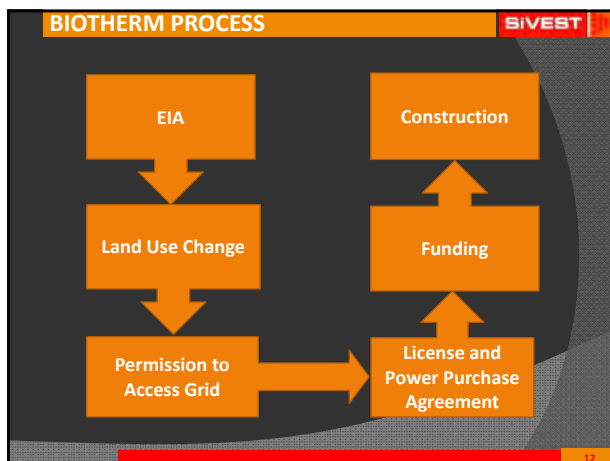 BIOTHERM PROCESS
SiVEST
EIA
Land Use Change
Permission to
Access Grid
License and
Power Purchase
Agreement
Funding
Construction
12